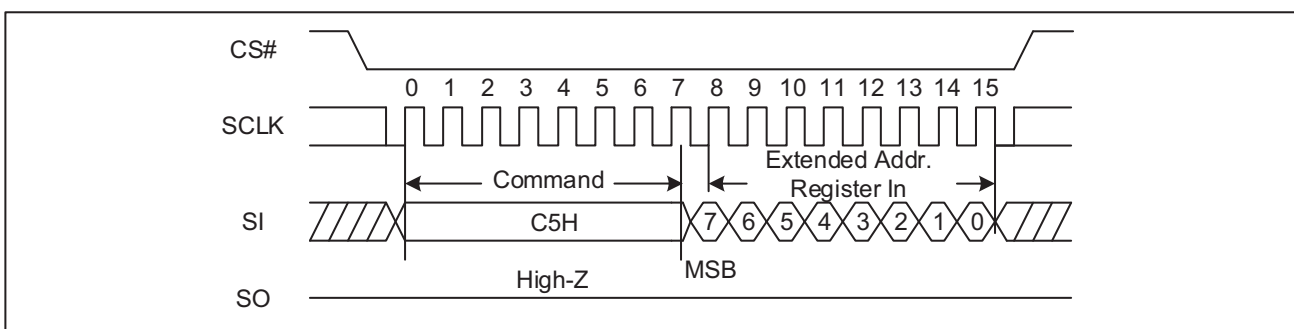 CS#
0 1 2 3 4 5 6 7 8 9 10 11 12 13 14 15
SCLK
Command
Extended Addr.
Register In
SI
C5H
7 6 5 4 3 2 1 0
MSB
High-Z
SO